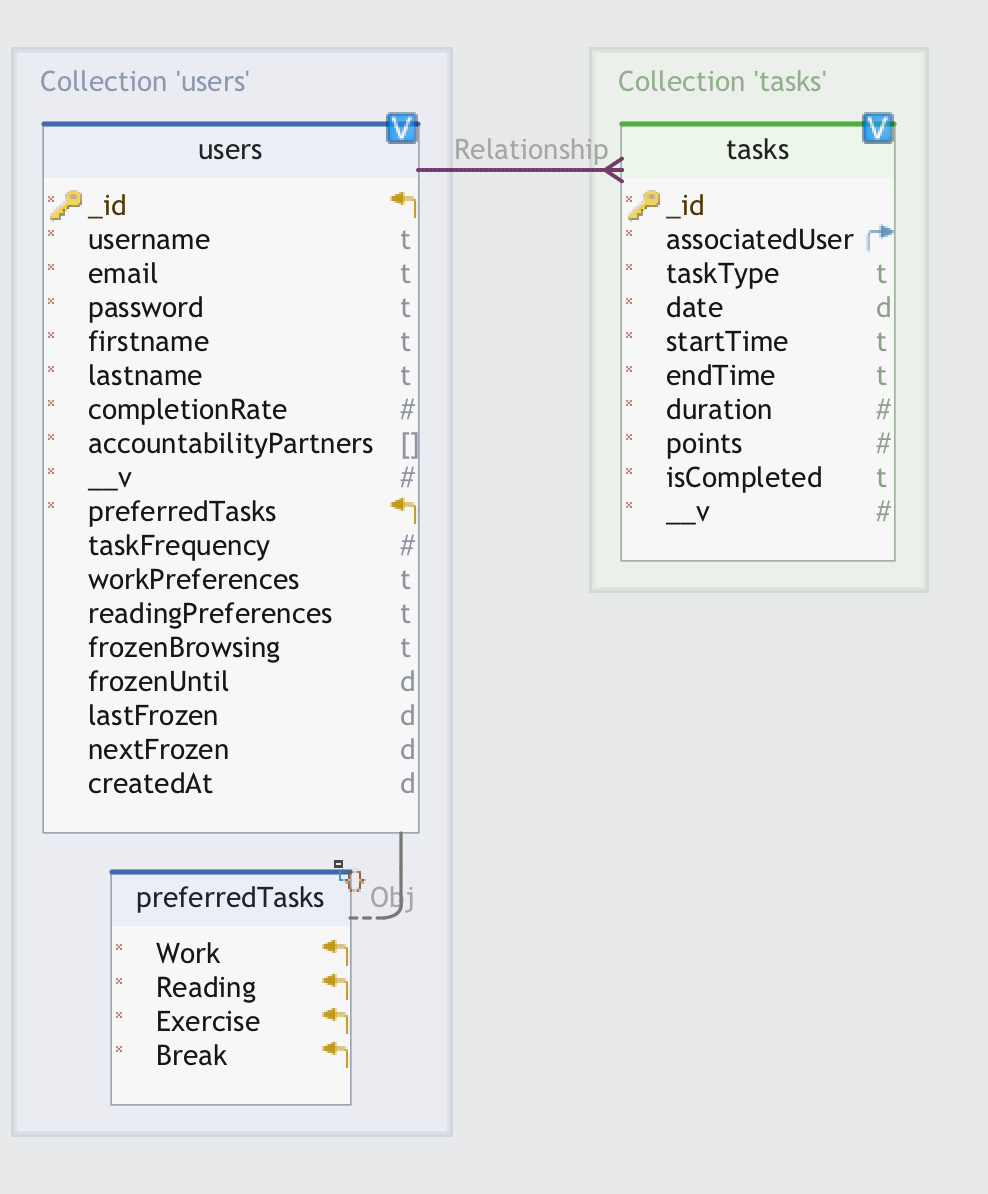 Collection 'users'
V
users
_id
username t
email t
password t
firstname t
lastname t
completionRate #
accountabilityPartners []
__v #
preferredTasks
taskFrequency #
workPreferences t
readingPreferences t
frozenBrowsing t
frozenUntil d
lastFrozen d
nextFrozen d
createdAt d
{}
preferredTasks
Obj
Work
Reading
Exercise
Break
Relationship
Collection 'tasks'
V
tasks
_id
associatedUser
taskType t
date d
startTime t
endTime t
duration #
points #
isCompleted t
__v #